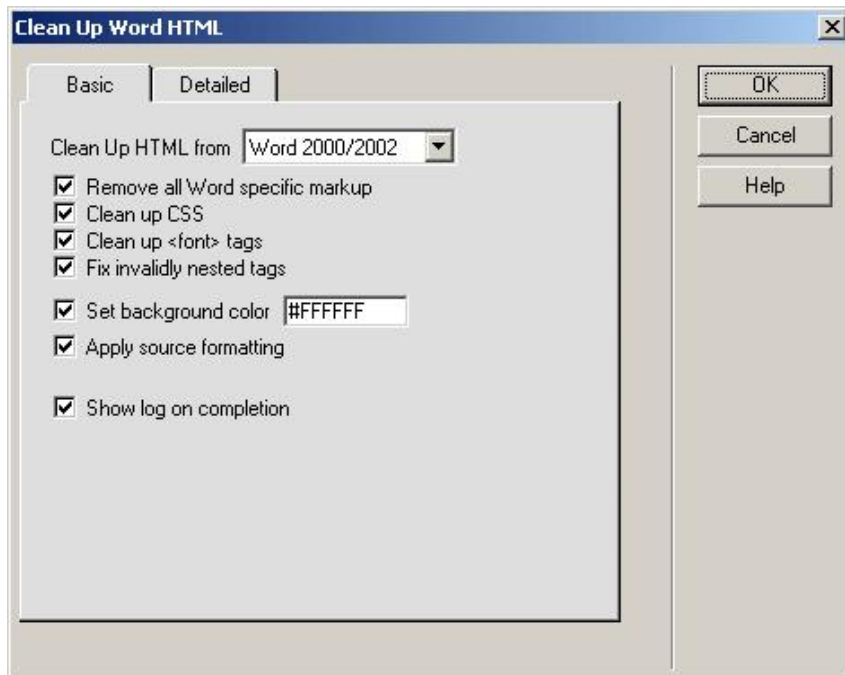 Clean Up Word HTML
Basic Detailed
OK
Cancel
Help
Clean Up HTML from Word 2000/2002
Remove all Word specific markup
Clean up CSS
Clean up <font> tags
Fix invalidly nested tags
Set background color #FFFFFF
Apply source formatting
Show log on completion